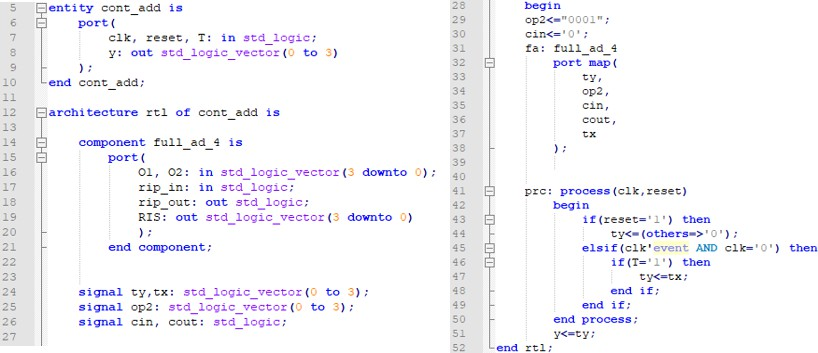 5 entity cont_add is
6 port(
7 clk, reset, T: in std_logic;
8 y: out std_logic_vector(0 to 3)
9 );
10 end cont_add;
11
12 architecture rtl of cont_add is
13
14 component full_ad_4 is
15 port(
16 O1, O2: in std_logic_vector(3 downto 0);
17 rip_in: in std_logic;
18 rip_out: out std_logic;
19 RIS: out std_logic_vector(3 downto 0)
20 );
21 end component;
22
23
24 signal ty,tx: std_logic_vector(0 to 3);
25 signal op2: std_logic_vector(0 to 3);
26 signal cin, cout: std_logic;
27
28 begin
29 op2<="0001";
30 cin<='0';
31 fa: full_ad_4
32 port map(
33 ty,
34 op2,
35 cin,
36 cout,
37 tx
38 );
39
40
41 prc: process(clk,reset)
42 begin
43 if(reset='1') then
44 ty<=(others=>'0');
45 elsif(clk'event AND clk='0') then
46 if(T='1') then
47 ty<=tx;
48 end if;
49 end if;
50 end process;
51 y<=ty;
52 end rtl;